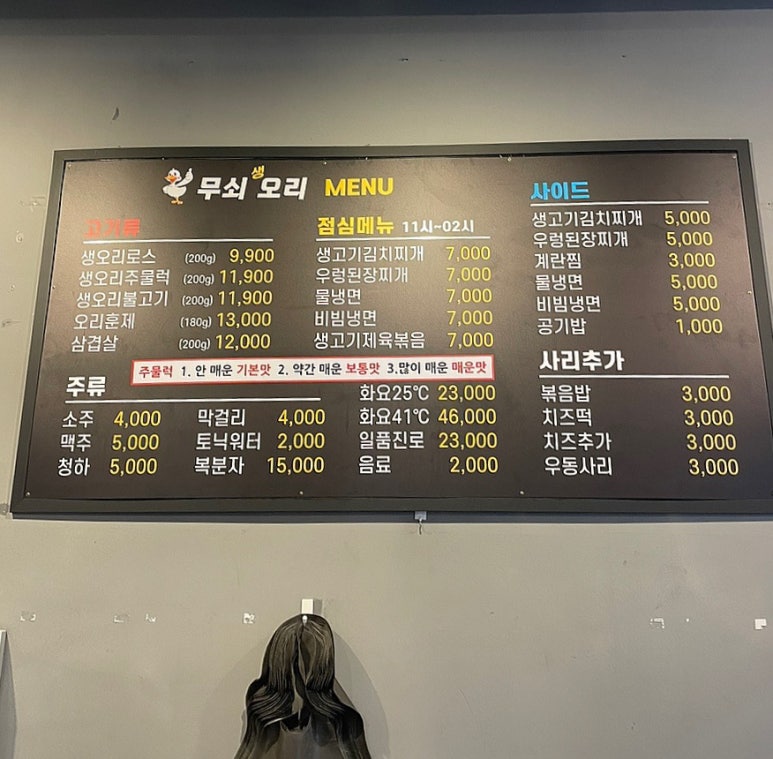 무쇠 생 오리 MENU
고기류
생오리로스 (200g) 9,900
생오리주물럭 (200g) 11,900
생오리불고기 (200g) 11,900
오리훈제 (180g) 13,000
삼겹살 (200g) 12,000
점심메뉴 11시~02시
생고기김치찌개 7,000
우렁된장찌개 7,000
물냉면 7,000
비빔냉면 7,000
생고기제육볶음 7,000
사이드
생고기김치찌개 5,000
우렁된장찌개 5,000
계란찜 3,000
물냉면 5,000
비빔냉면 5,000
공기밥 1,000
주물럭 1. 안 매운 기본맛 2. 약간 매운 보통맛 3.많이 매운 매운맛
주류
소주 4,000
맥주 5,000
청하 5,000
막걸리 4,000
토닉워터 2,000
복분자 15,000
화요25℃ 23,000
화요41℃ 46,000
일품진로 23,000
음료 2,000
사리추가
볶음밥 3,000
치즈떡 3,000
치즈추가 3,000
우동사리 3,000